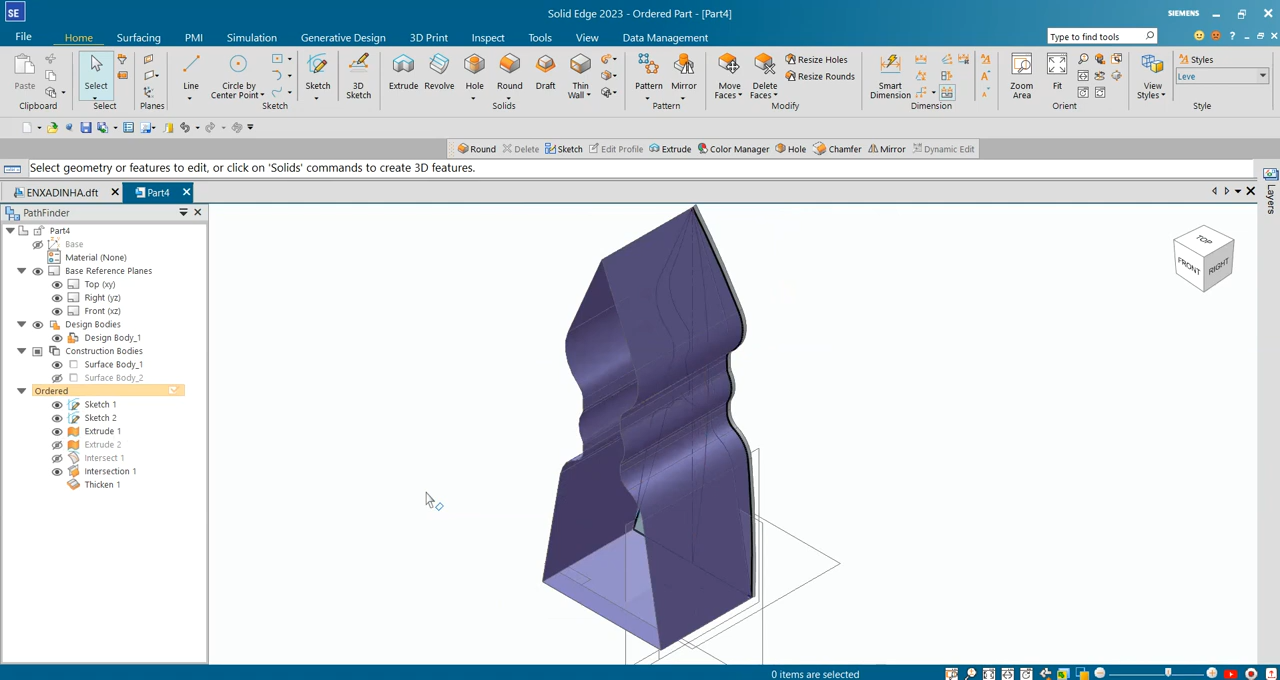 SE
Solid Edge 2023 - Ordered Part - [Part4]
SIEMENS
File
Home
Surfacing
PMI
Simulation
Generative Design
3D Print
Inspect
Tools
View
Data Management
Type to find tools
Paste
Clipboard
Select
Select
Planes
Line
Circle by Center Point
Sketch
Sketch
3D Sketch
Extrude
Revolve
Hole
Round
Draft
Thin Wall
Solids
Pattern
Mirror
Pattern
Move Faces
Delete Faces
Resize Holes
Resize Rounds
Modify
Smart Dimension
Dimension
Zoom Area
Fit
Orient
View Styles
Styles
Leve
Style
Round
Delete
Sketch
Edit Profile
Extrude
Color Manager
Hole
Chamfer
Mirror
Dynamic Edit
Select geometry or features to edit, or click on 'Solids' commands to create 3D features.
ENXADINHA.dft
Part4
PathFinder
Part4
Base
Material (None)
Base Reference Planes
Top (xy)
Right (yz)
Front (xz)
Design Bodies
Design Body_1
Construction Bodies
Surface Body_1
Surface Body_2
Ordered
Sketch 1
Sketch 2
Extrude 1
Extrude 2
Intersect 1
Intersection 1
Thicken 1
TOP
FRONT
RIGHT
Layers
0 items are selected